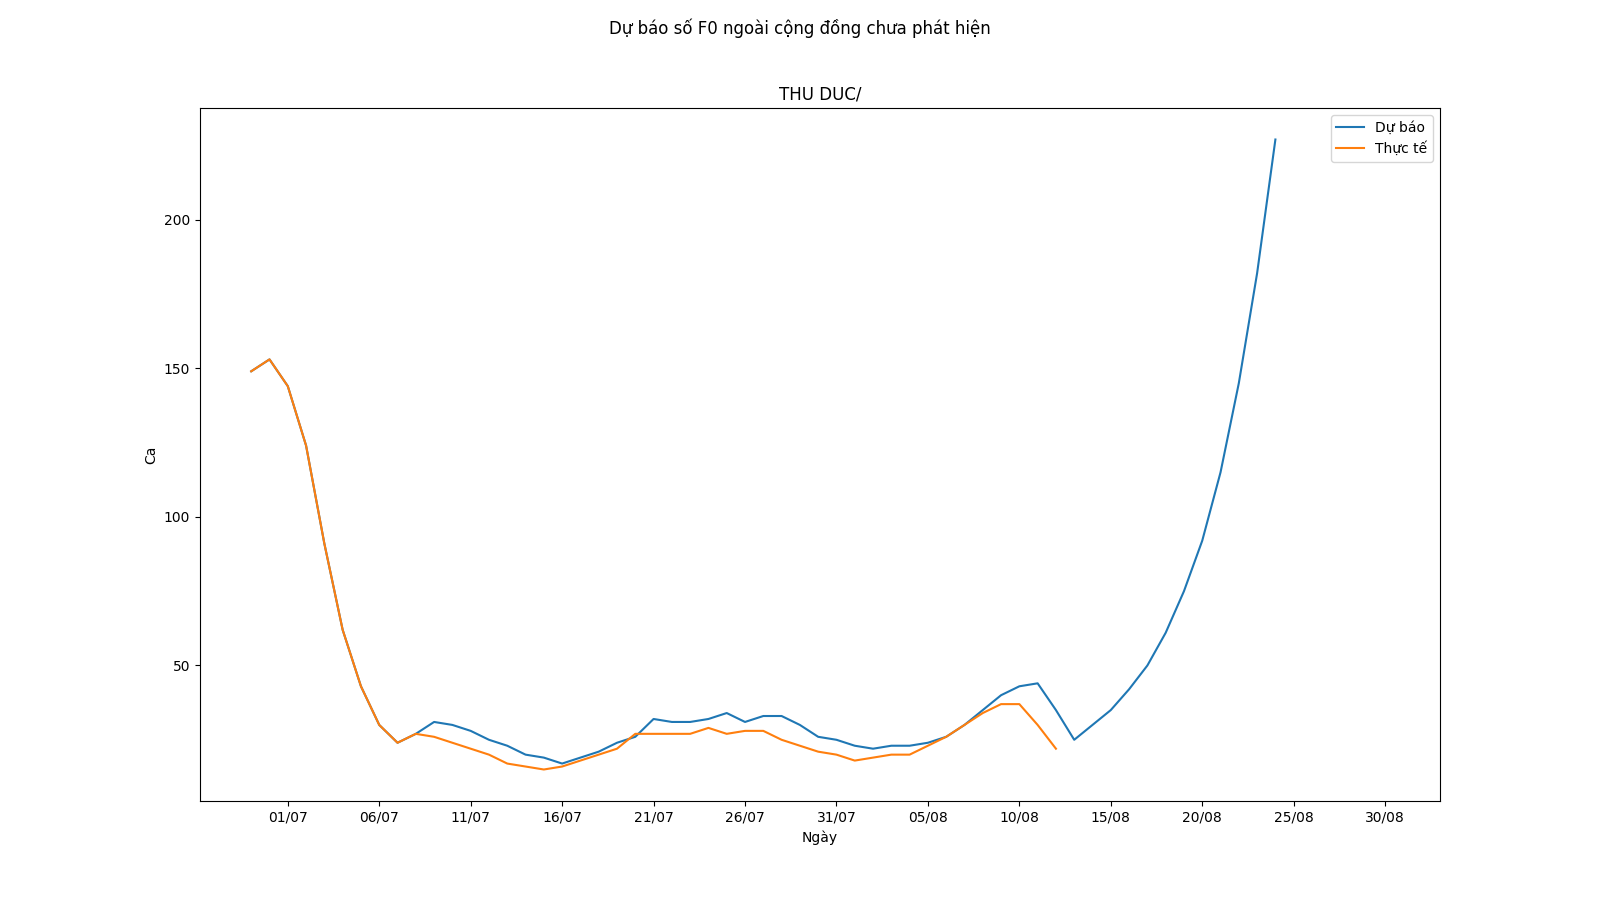 Dự báo số F0 ngoài cộng đồng chưa phát hiện
THU DUC/
Dự báo
Thực tế
200
150
100
50
Ca
01/07 06/07 11/07 16/07 21/07 26/07 31/07 05/08 10/08 15/08 20/08 25/08 30/08
Ngày